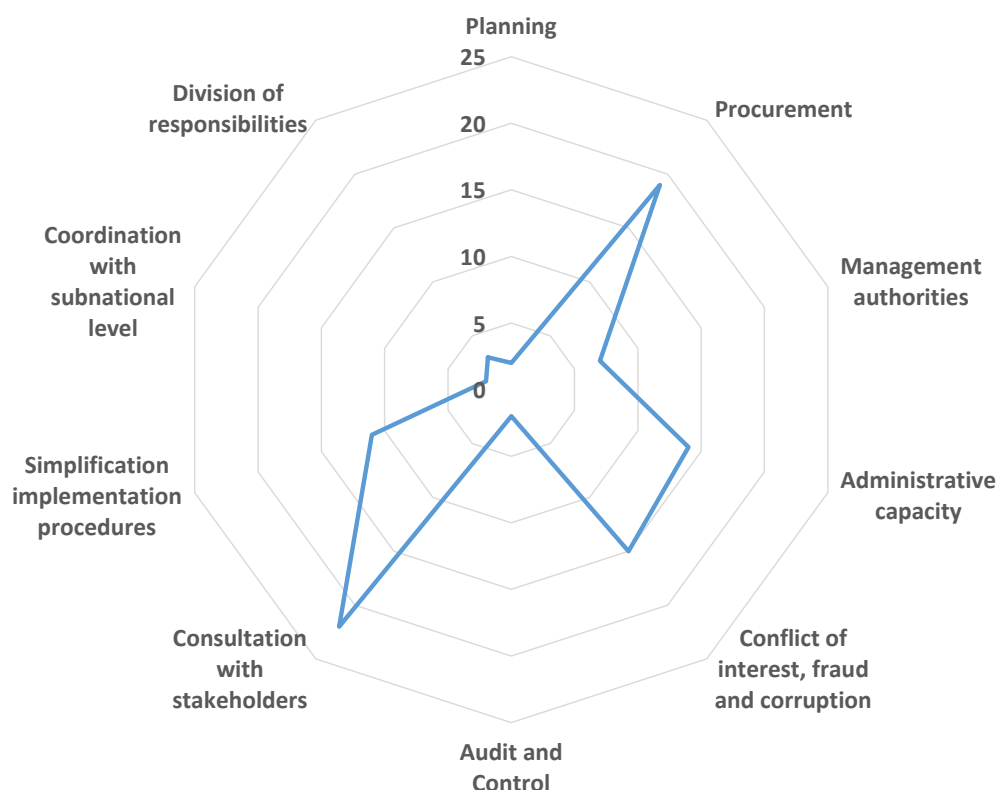 Planning
25
20
15
10
5
0
Procurement
Management
authorities
Administrative
capacity
Conflict of
interest, fraud
and corruption
Audit and
Control
Consultation
with
stakeholders
Simplification
implementation
procedures
Coordination
with
subnational
level
Division of
responsibilities